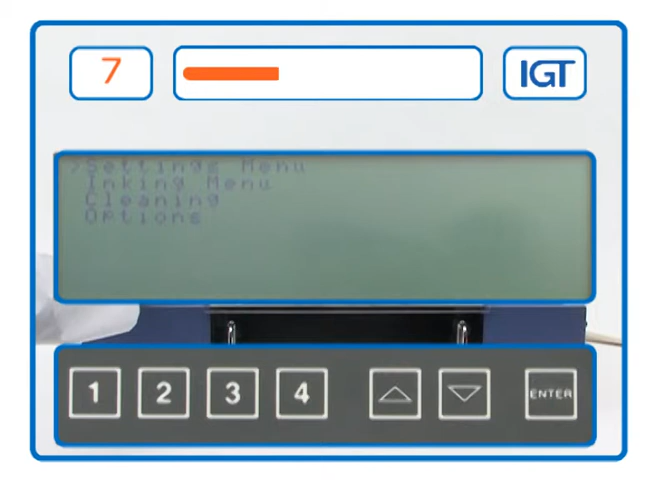 7
IGT
>Settings Menu
Inking Menu
Cleaning
Options
1 2 3 4 ENTER